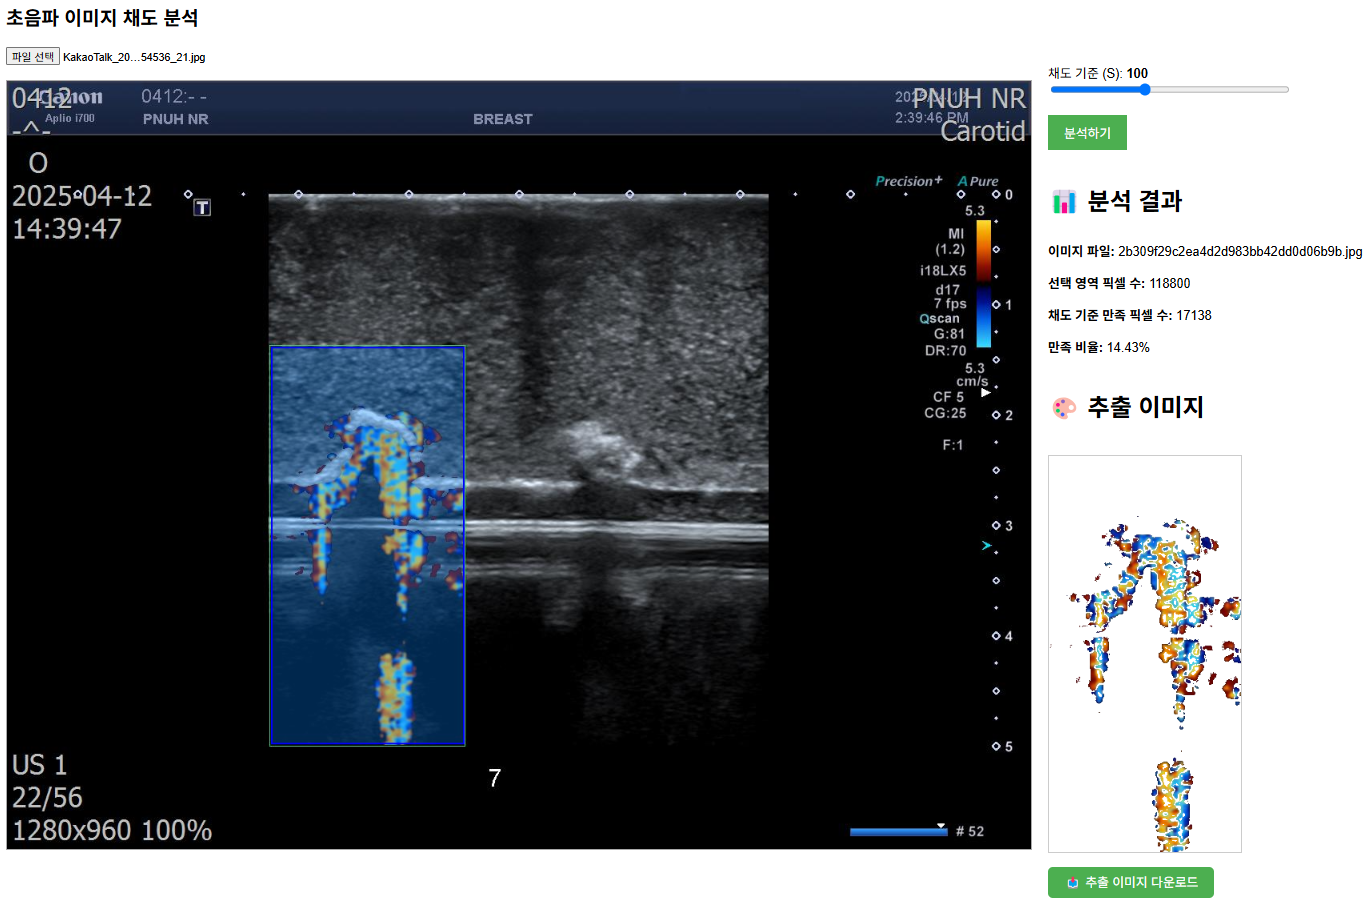 초음파 이미지 채도 분석
파일 선택 KakaoTalk_20...54536_21.jpg
0412
Canon
0412:- -
PNUH NR
-^-
Aplio i700
PNUH NR
BREAST
2:39:46 PM
Carotid
O
2025-04-12
14:39:47
T
Precision+ APure
0
5.3
MI
(1.2)
i18LX5
d17
7 fps
1
Qscan
G:81
DR:70
5.3
cm/s
CF 5
2
CG:25
F:1
3
4
5
US 1
7
22/56
1280x960 100%
# 52
채도 기준 (S): 100
분석하기
📊 분석 결과
이미지 파일: 2b309f29c2ea4d2d983bb42dd0d06b9b.jpg
선택 영역 픽셀 수: 118800
채도 기준 만족 픽셀 수: 17138
만족 비율: 14.43%
🎨 추출 이미지
추출 이미지 다운로드